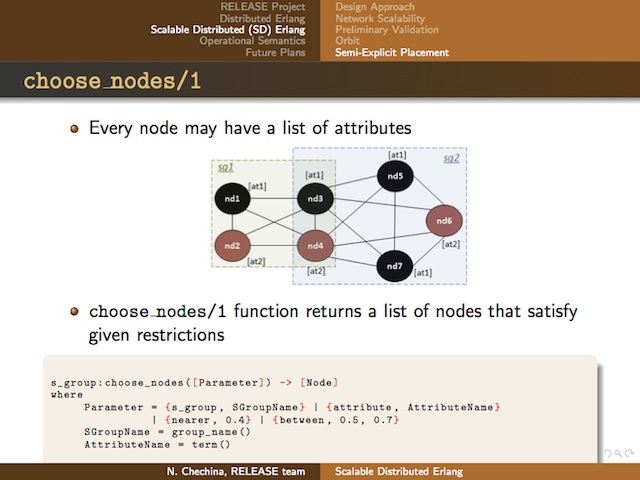 RELEASE Project
Distributed Erlang
Scalable Distributed (SD) Erlang
Operational Semantics
Future Plans
Design Approach
Network Scalability
Preliminary Validation
Orbit
Semi-Explicit Placement
choose_nodes/1
Every node may have a list of attributes
sg1
sg2
[at1]
[at1]
[at1]
nd1
nd3
nd5
nd6
nd2
nd4
nd7
[at2]
[at2]
[at2]
[at1]
choose_nodes/1 function returns a list of nodes that satisfy
given restrictions
s_group:choose_nodes([Parameter]) -> [Node]
where
Parameter = {s_group, SGroupName} | {attribute, AttributeName}
| {nearer, 0.4} | {between, 0.5, 0.7}
SGroupName = group_name()
AttributeName = term()
N. Chechina, RELEASE team
Scalable Distributed Erlang